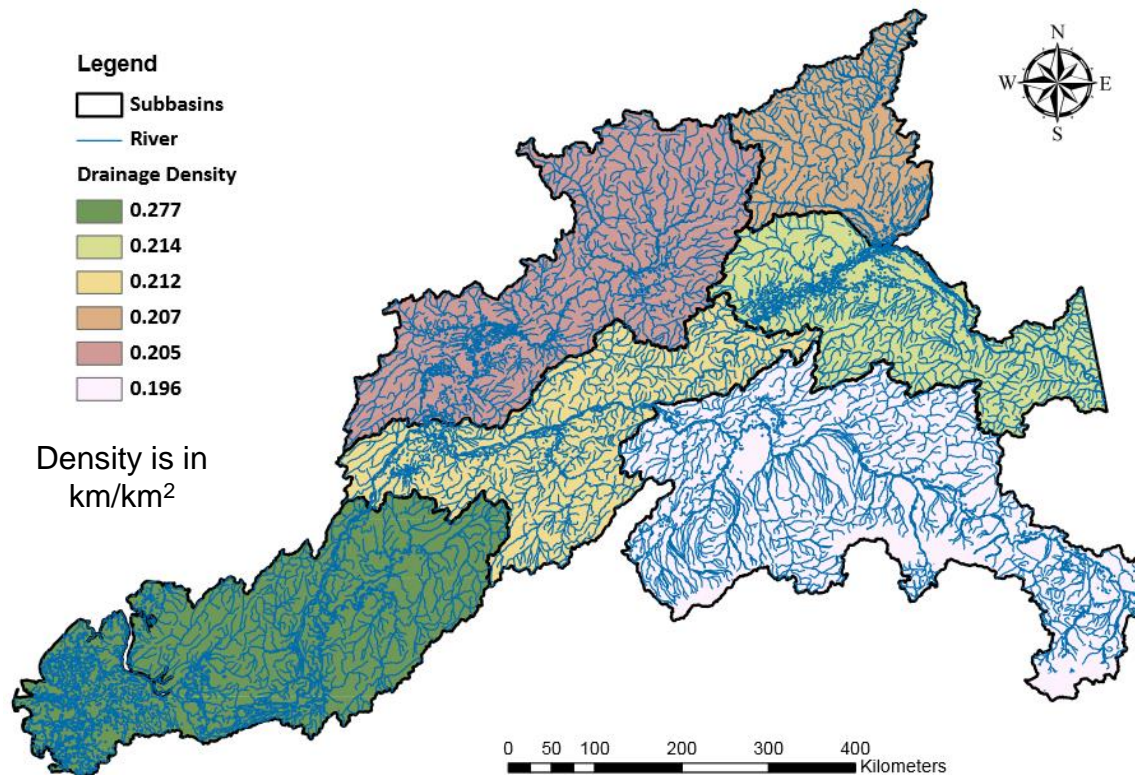 Legend
Subbasins
River
Drainage Density
0.277
0.214
0.212
0.207
0.205
0.196
Density is in
km/km²
N
W E
S
0 50 100 200 300 400
Kilometers